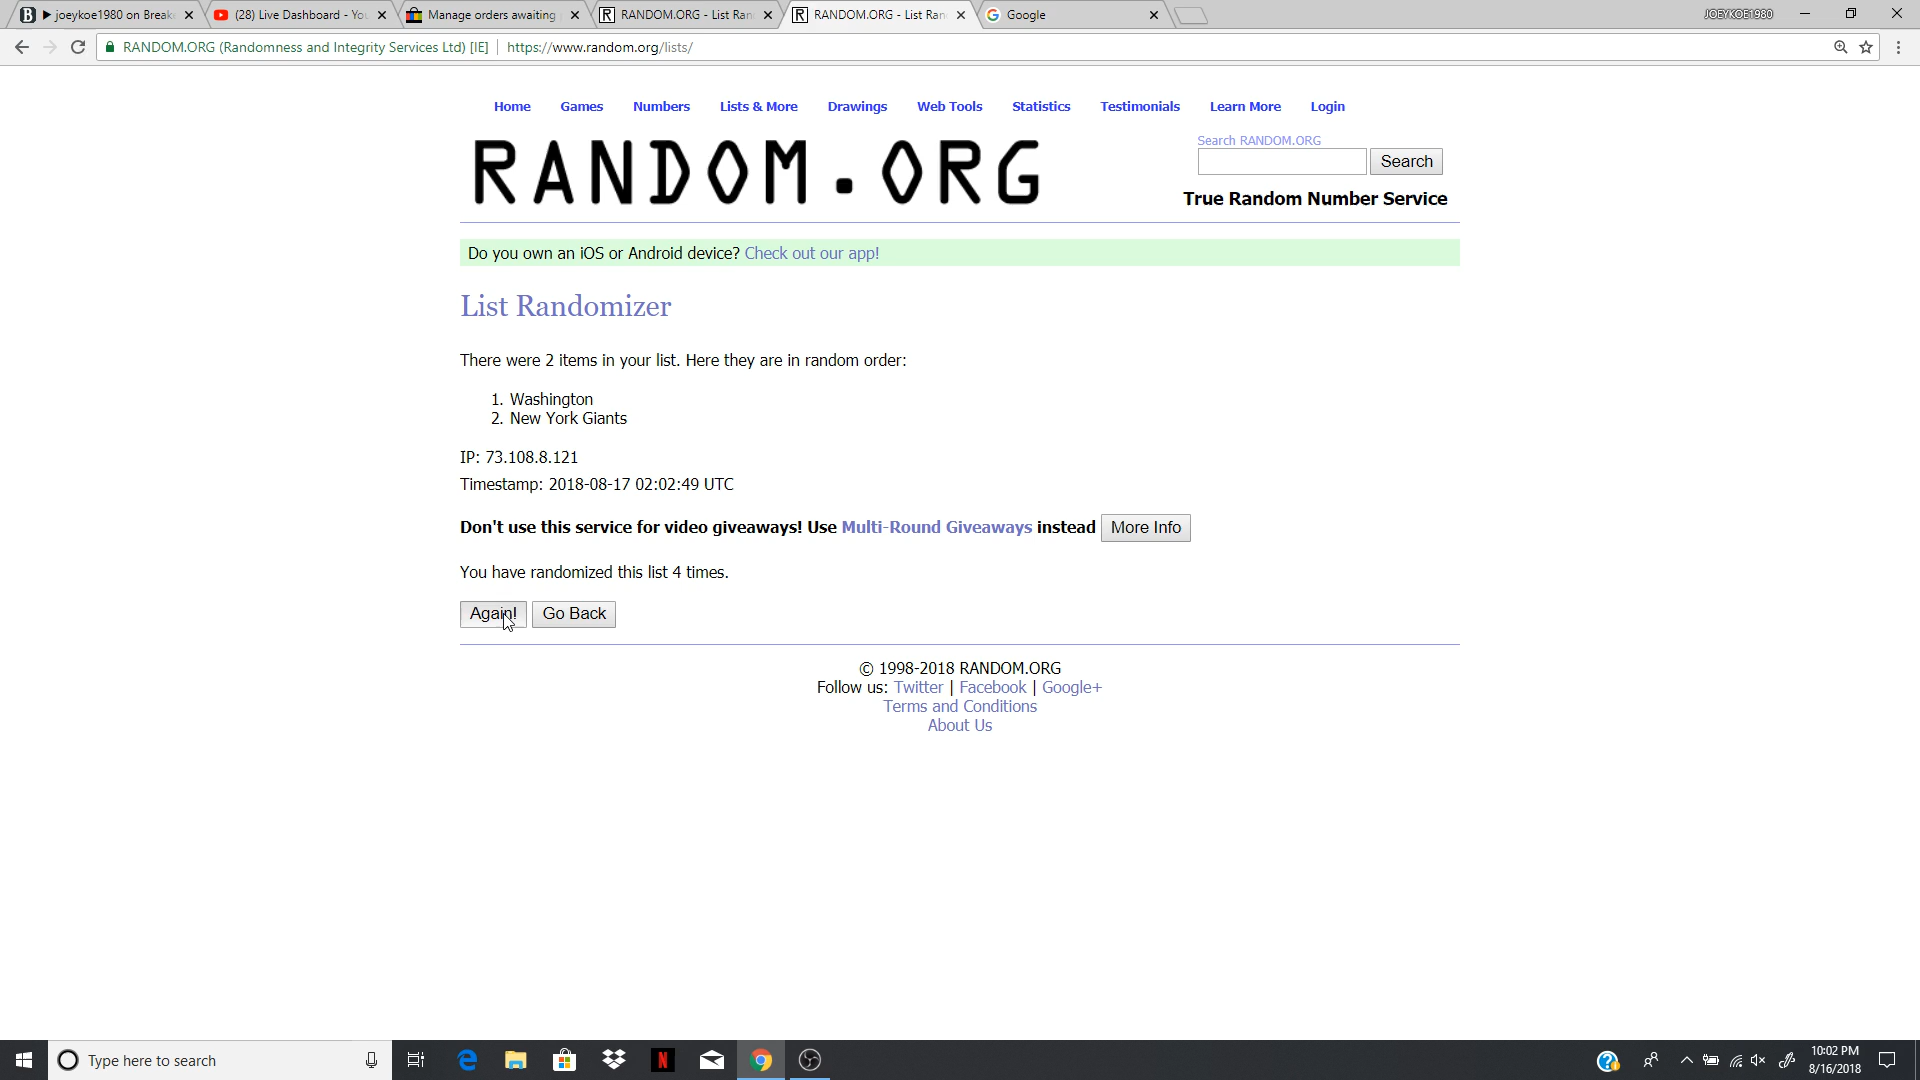 ▶ joeykoe1980 on Break
(28) Live Dashboard - You
Manage orders awaiting
RANDOM.ORG - List Ran
RANDOM.ORG - List Ran
Google
JOEYKOE1980
RANDOM.ORG (Randomness and Integrity Services Ltd) [IE] | https://www.random.org/lists/
Home Games Numbers Lists & More Drawings Web Tools Statistics Testimonials Learn More Login
RANDOM.ORG
Search RANDOM.ORG
Search
True Random Number Service
Do you own an iOS or Android device? Check out our app!
List Randomizer
There were 2 items in your list. Here they are in random order:
1. Washington
2. New York Giants
IP: 73.108.8.121
Timestamp: 2018-08-17 02:02:49 UTC
Don't use this service for video giveaways! Use Multi-Round Giveaways instead More Info
You have randomized this list 4 times.
Again! Go Back
© 1998-2018 RANDOM.ORG
Follow us: Twitter | Facebook | Google+
Terms and Conditions
About Us
Type here to search
10:02 PM
8/16/2018